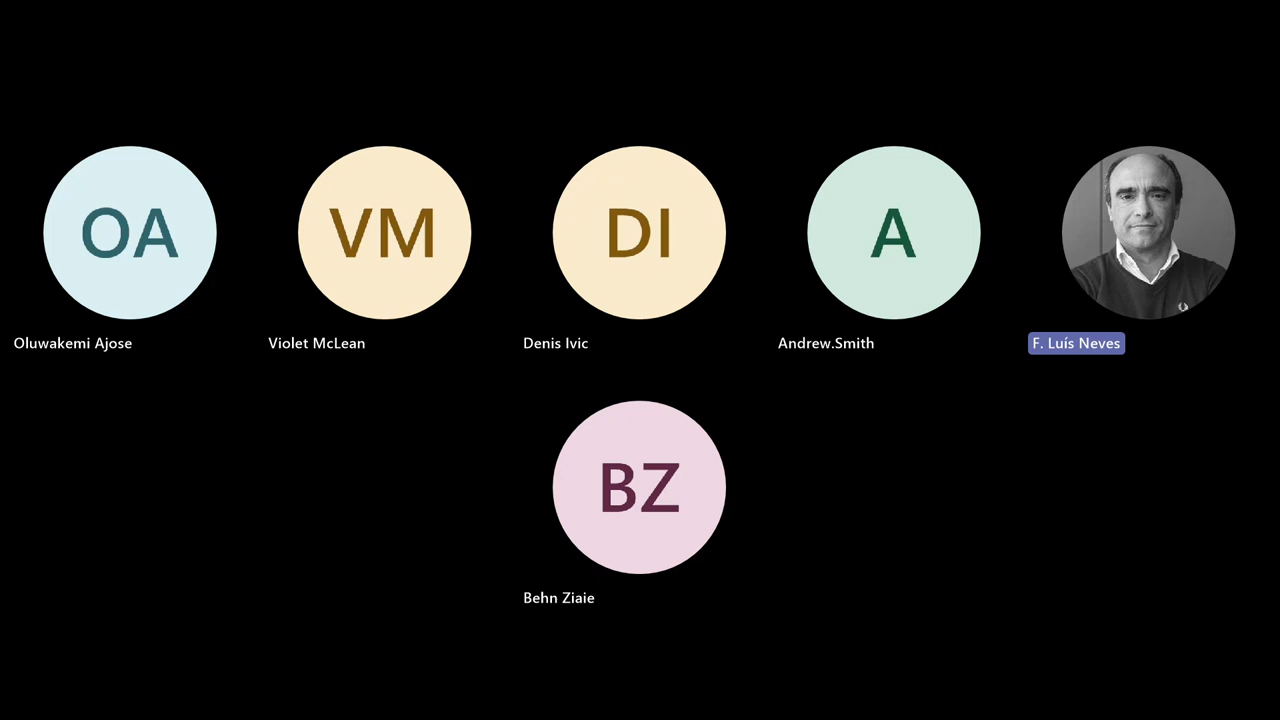 OA
VM
DI
A
Oluwakemi Ajose
Violet McLean
Denis Ivic
Andrew.Smith
F. Luís Neves
BZ
Behn Ziaie